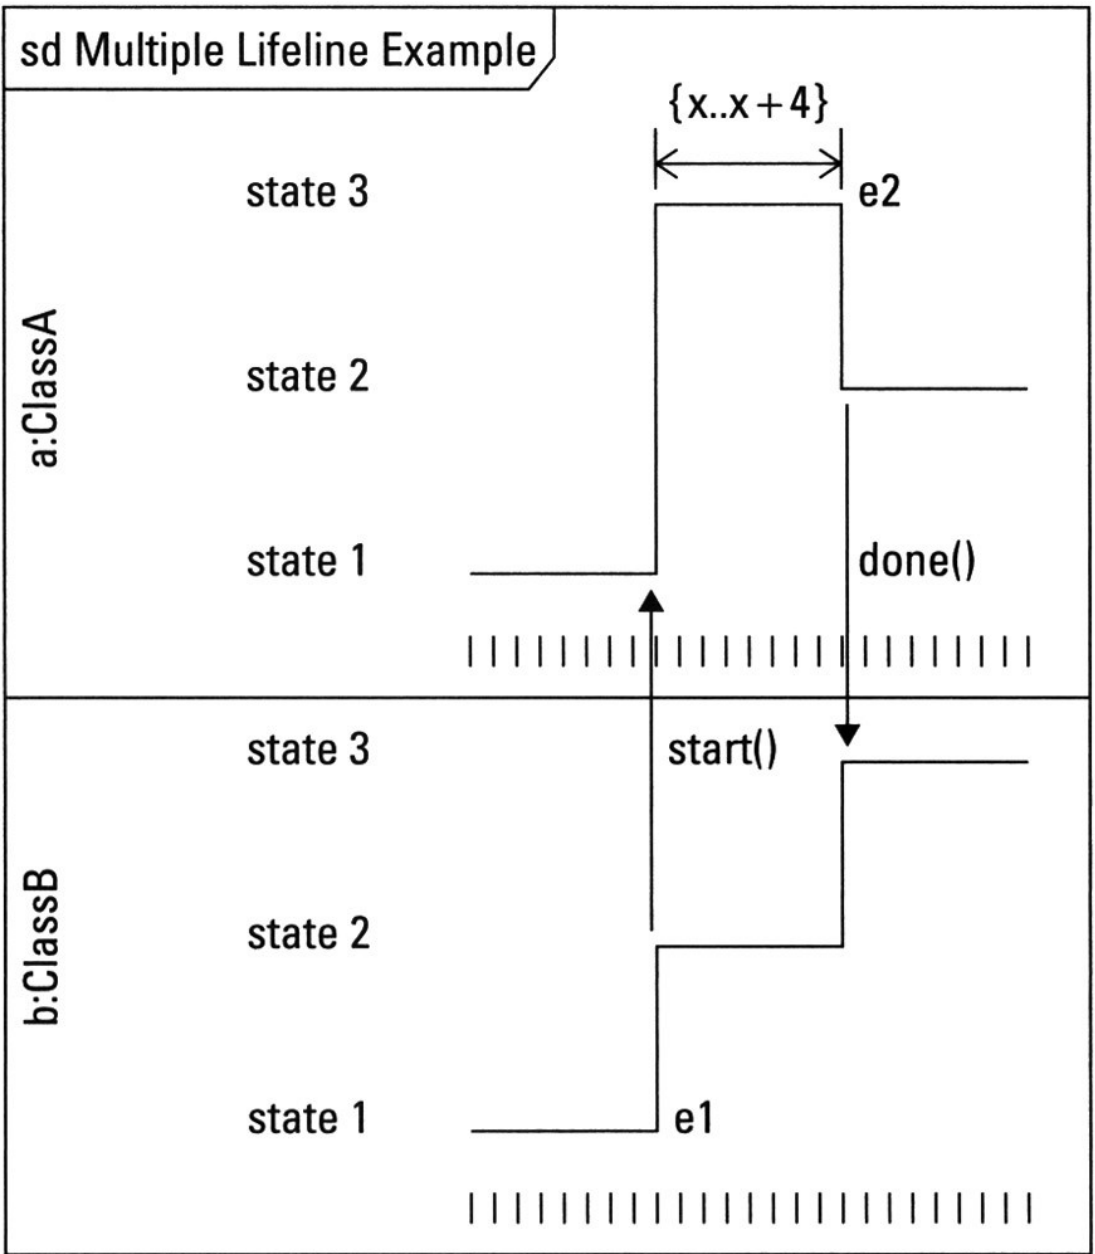 sd Multiple Lifeline Example
{x..x+4}
state 3
e2
a:ClassA
state 2
state 1
done()
state 3
start()
b:ClassB
state 2
state 1
e1